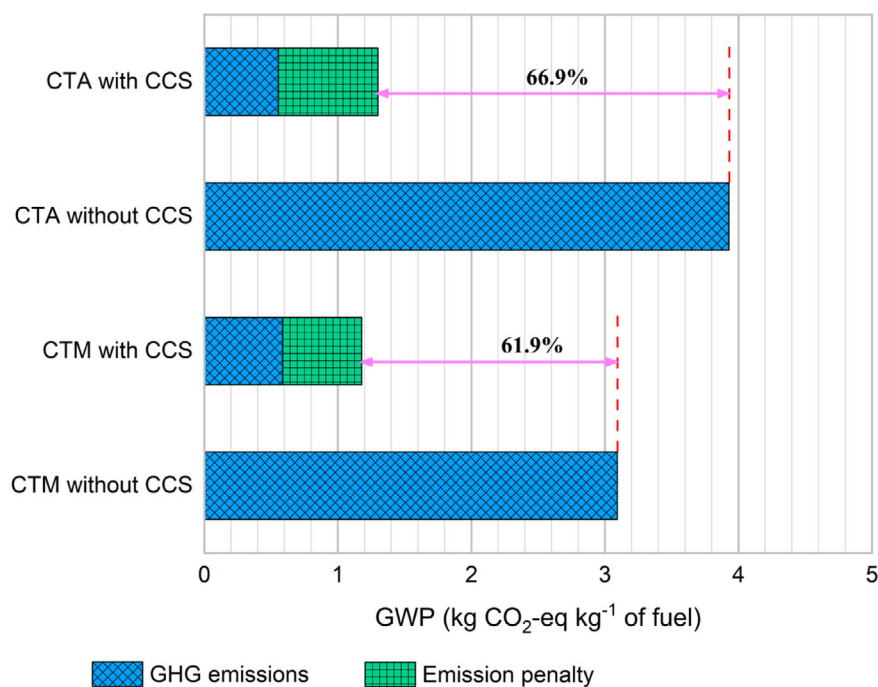 CTA with CCS
66.9%
CTA without CCS
CTM with CCS
61.9%
CTM without CCS
0 1 2 3 4 5
GWP (kg CO₂-eq kg⁻¹ of fuel)
GHG emissions Emission penalty